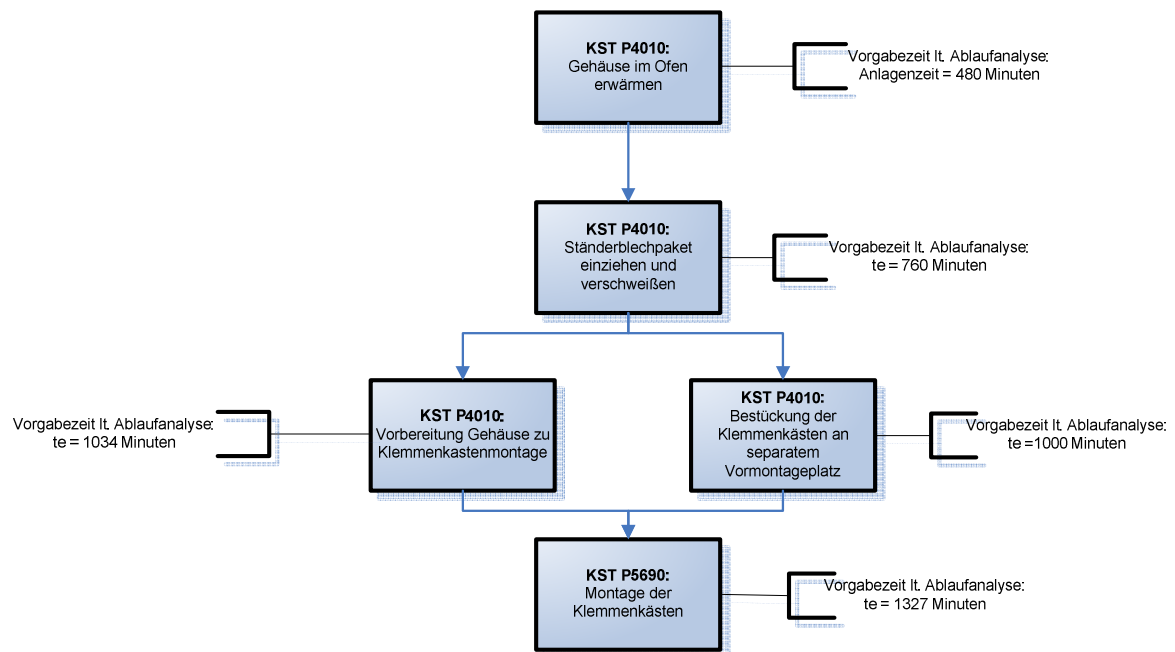 KST P4010:
Gehäuse im Ofen
erwärmen
Vorgabezeit lt. Ablaufanalyse:
Anlagenzeit = 480 Minuten
KST P4010:
Ständerblechpaket
einziehen und
verschweißen
Vorgabezeit lt. Ablaufanalyse:
te = 760 Minuten
Vorgabezeit lt. Ablaufanalyse:
te = 1034 Minuten
KST P4010:
Vorbereitung Gehäuse zu
Klemmenkastenmontage
KST P4010:
Bestückung der
Klemmenkästen an
separatem
Vormontageplatz
Vorgabezeit lt. Ablaufanalyse:
te =1000 Minuten
KST P5690:
Montage der
Klemmenkästen
Vorgabezeit lt. Ablaufanalyse:
te = 1327 Minuten